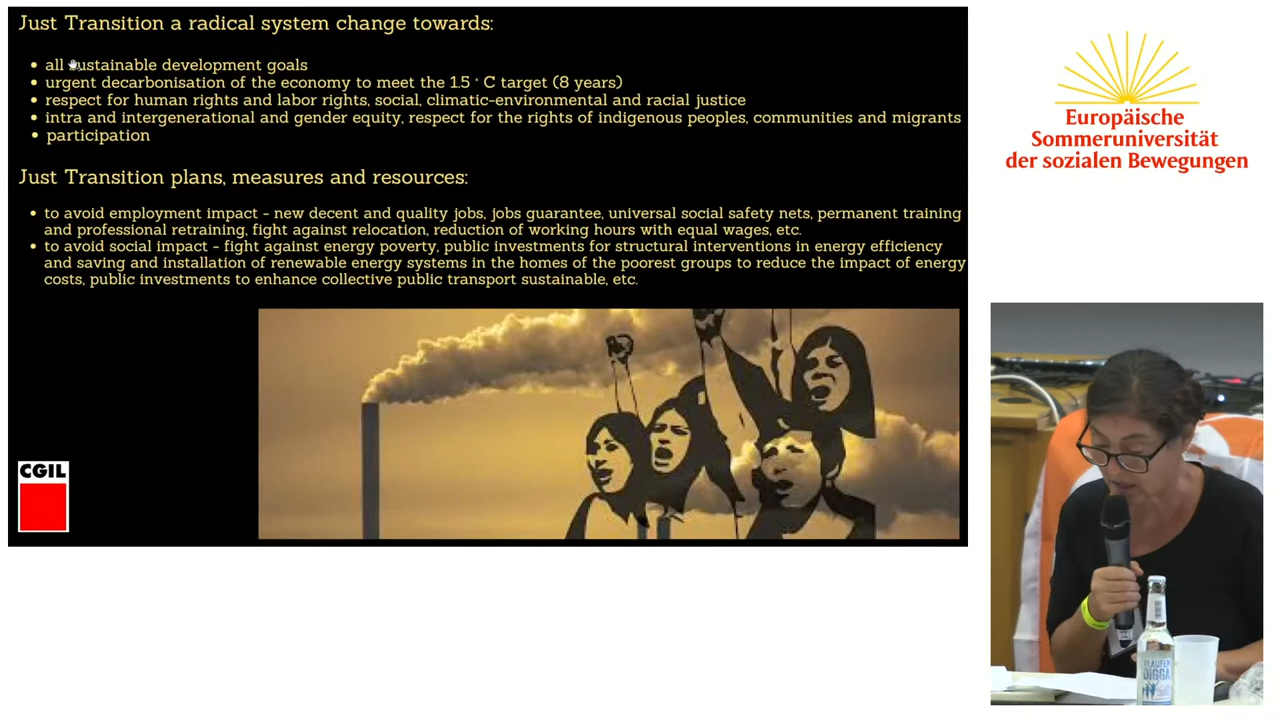 Just Transition a radical system change towards:
• all sustainable development goals
• urgent decarbonisation of the economy to meet the 1.5 ° C target (8 years)
• respect for human rights and labor rights, social, climatic-environmental and racial justice
• intra and intergenerational and gender equity, respect for the rights of indigenous peoples, communities and migrants
• participation
Just Transition plans, measures and resources:
• to avoid employment impact - new decent and quality jobs, jobs guarantee, universal social safety nets, permanent training
and professional retraining, fight against relocation, reduction of working hours with equal wages, etc.
• to avoid social impact - fight against energy poverty, public investments for structural interventions in energy efficiency
and saving and installation of renewable energy systems in the homes of the poorest groups to reduce the impact of energy
costs, public investments to enhance collective public transport sustainable, etc.
CGIL
Europäische
Sommeruniversität
der sozialen Bewegungen
DIGGA